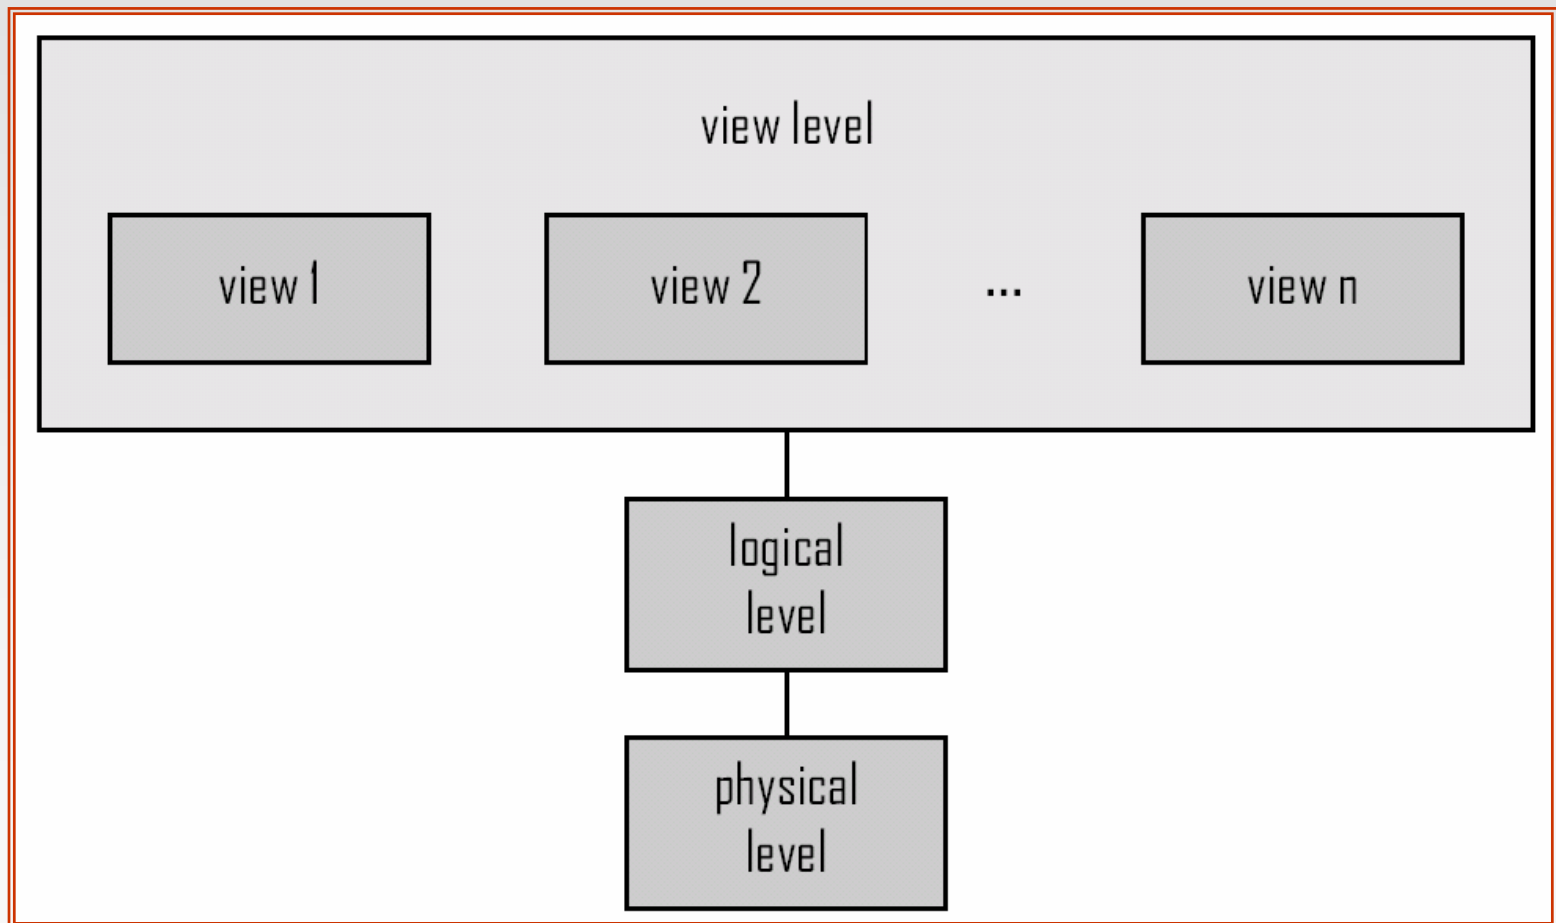 view level
view 1
view 2
...
view n
logical
level
physical
level